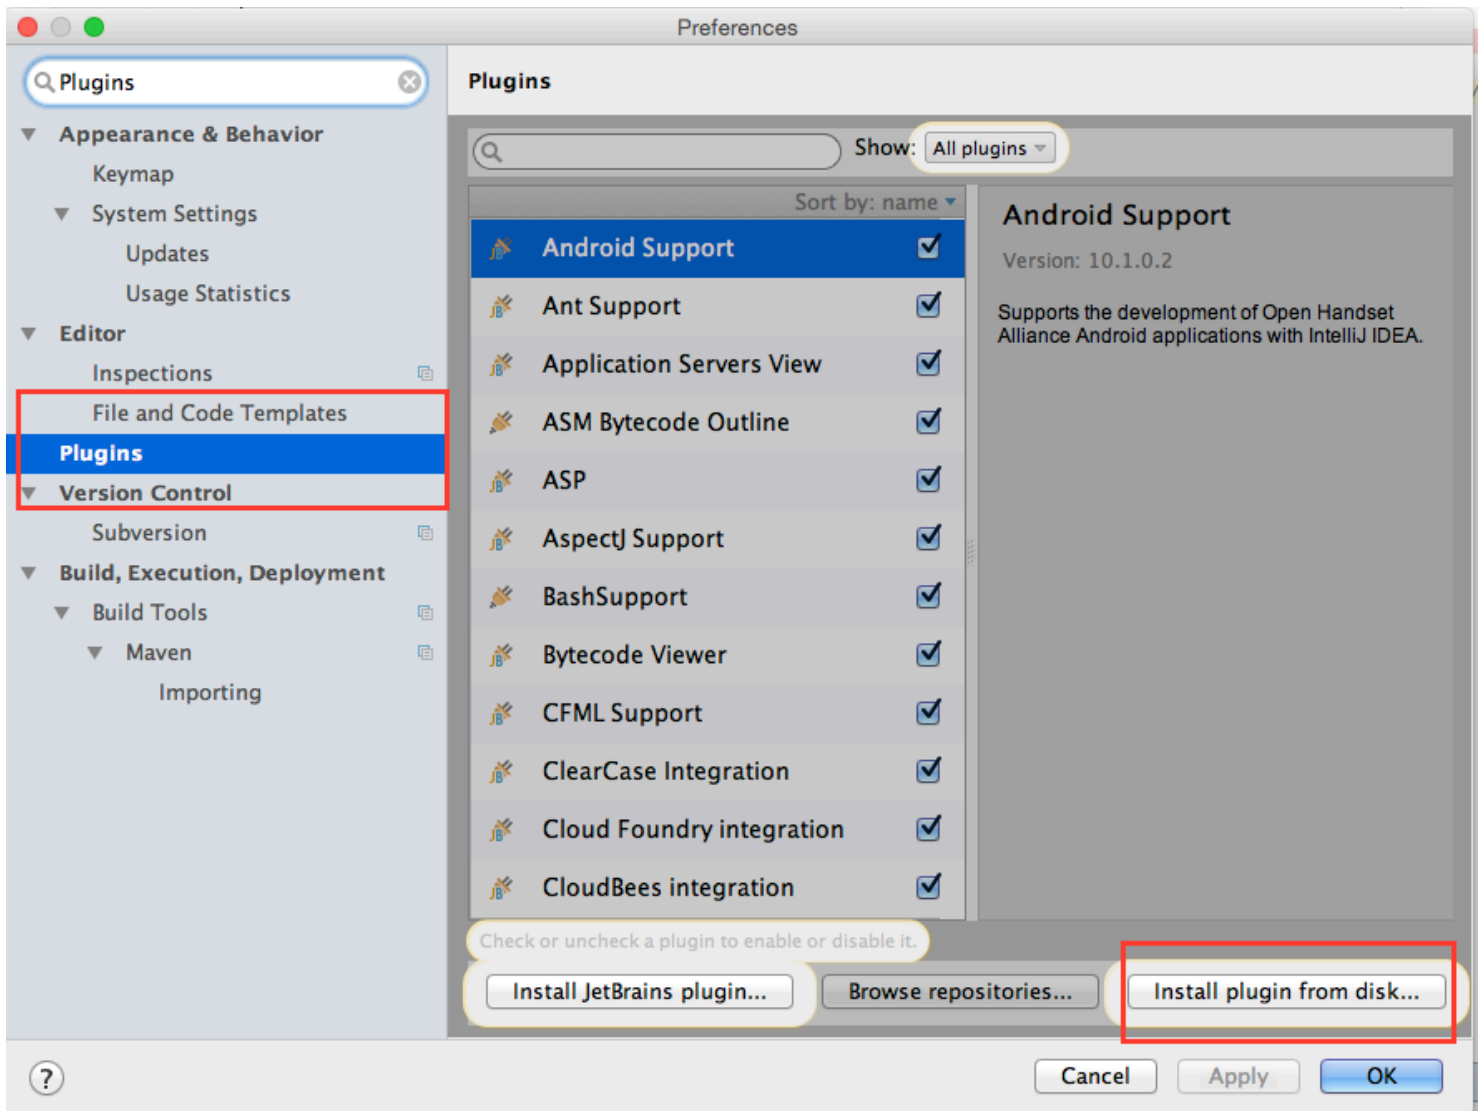 Preferences
Plugins
Appearance & Behavior
Keymap
System Settings
Updates
Usage Statistics
Editor
Inspections
File and Code Templates
Plugins
Version Control
Subversion
Build, Execution, Deployment
Build Tools
Maven
Importing
Plugins
Show: All plugins
Sort by: name
Android Support
Ant Support
Application Servers View
ASM Bytecode Outline
ASP
AspectJ Support
BashSupport
Bytecode Viewer
CFML Support
ClearCase Integration
Cloud Foundry integration
CloudBees integration
Android Support
Version: 10.1.0.2
Supports the development of Open Handset
Alliance Android applications with IntelliJ IDEA.
Check or uncheck a plugin to enable or disable it.
Install JetBrains plugin... Browse repositories... Install plugin from disk...
? Cancel Apply OK